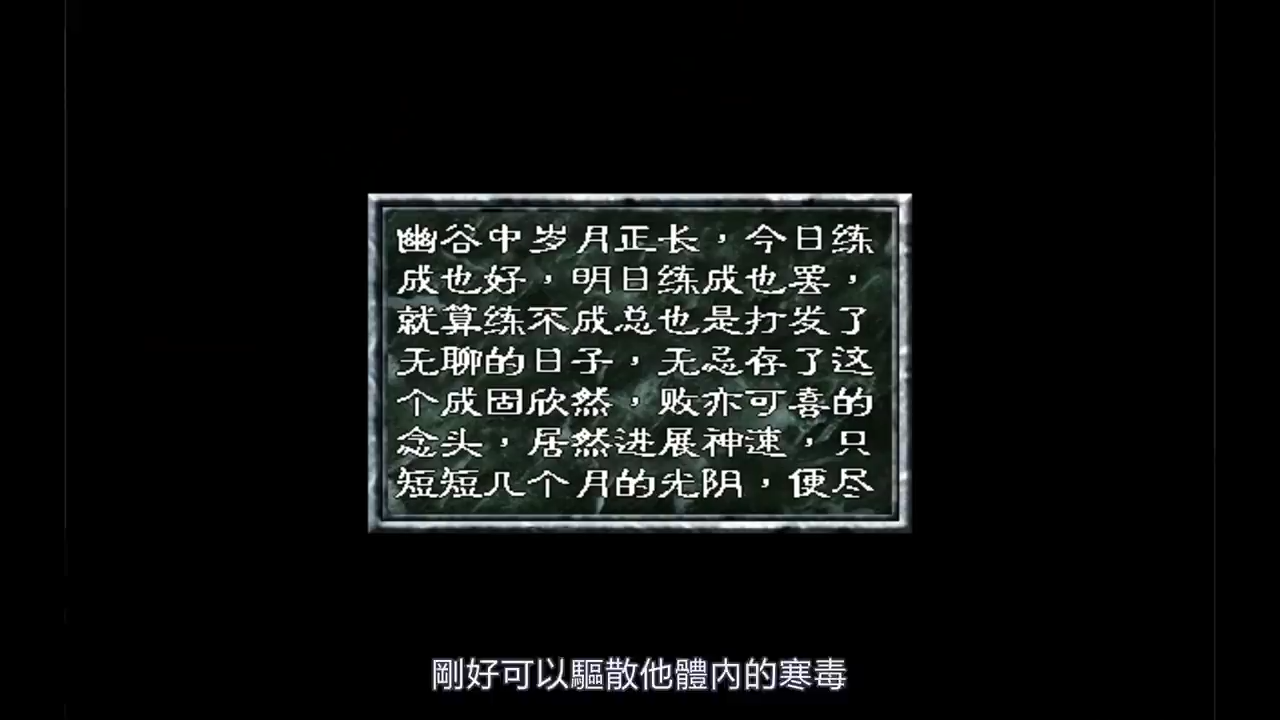 幽谷中岁月正长，今日练
成也好，明日练成也罢，
就算练不成总也是打发了
无聊的日子，无忌存了这
个成固欣然，败亦可喜的
念头，居然进展神速，只
短短几个月的光阴，便尽
剛好可以驅散他體內的寒毒